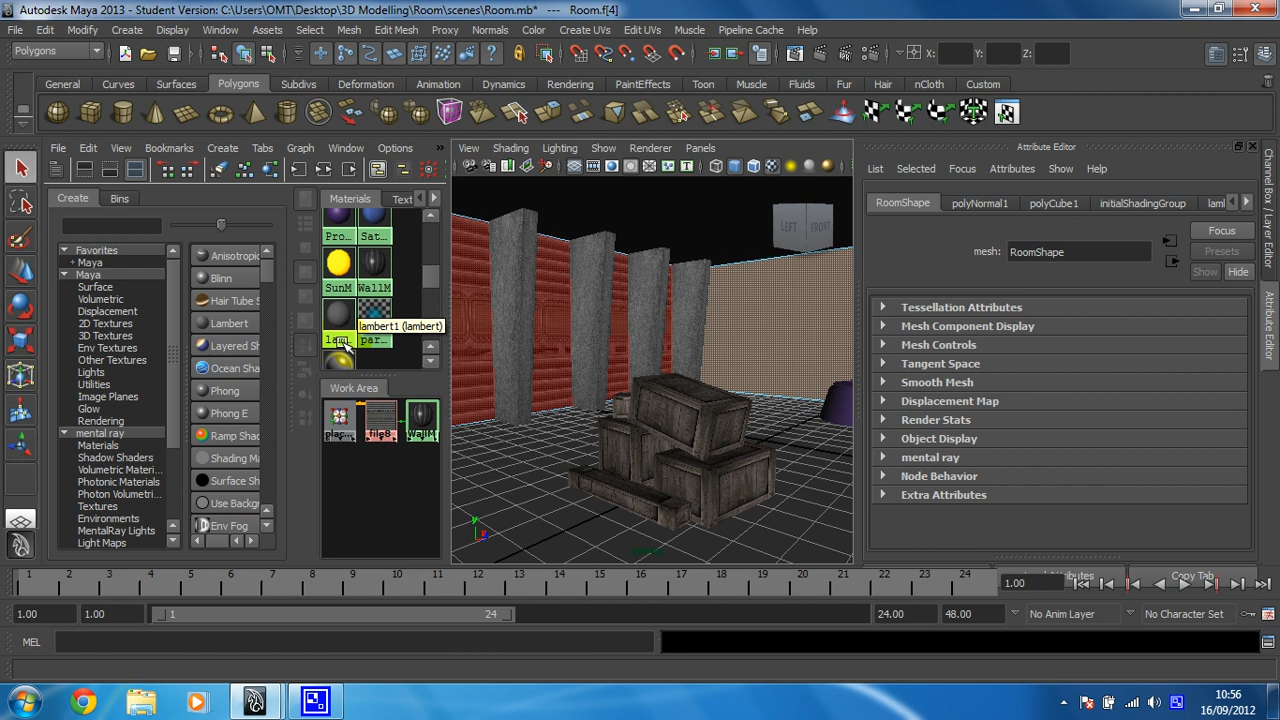 Autodesk Maya 2013 - Student Version: C:\Users\OMT\Desktop\3D Modelling\Room\scenes\Room.mb* --- Room.f[4]
File Edit Modify Create Display Window Assets Select Mesh Edit Mesh Proxy Normals Color Create UVs Edit UVs Muscle Pipeline Cache Help
Polygons X: Y: Z:
General Curves Surfaces Polygons Subdivs Deformation Animation Dynamics Rendering PaintEffects Toon Muscle Fluids Fur Hair nCloth Custom
File Edit View Bookmarks Create Tabs Graph Window Options »
View Shading Lighting Show Renderer Panels
Attribute Editor
List Selected Focus Attributes Show Help
Create Bins
Materials Text
RoomShape polyNormal1 polyCube1 initialShadingGroup lam
Focus
Presets
Show Hide
mesh: RoomShape
Favorites
+ Maya
Maya
Surface
Volumetric
Displacement
2D Textures
3D Textures
Env Textures
Other Textures
Lights
Utilities
Image Planes
Glow
Rendering
mental ray
Materials
Shadow Shaders
Volumetric Materi...
Photonic Materials
Photon Volumetri...
Textures
Environments
MentalRay Lights
Light Maps
Anisotropic
Blinn
Hair Tube S
Lambert
Layered Sh
Ocean Sha
Phong
Phong E
Ramp Shad
Shading Ma
Surface Sh
Use Backg
Env Fog
Pro... Sat...
SunM WallM
lambert1 (lambert)
lam... par...
Work Area
plac... file8 WallM
LEFT FRONT
y
z
Tessellation Attributes
Mesh Component Display
Mesh Controls
Tangent Space
Smooth Mesh
Displacement Map
Render Stats
Object Display
mental ray
Node Behavior
Extra Attributes
Copy Tab
Channel Box / Layer Editor
Attribute Editor
1 2 3 4 5 6 7 8 9 10 11 12 13 14 15 16 17 18 19 20 21 22 23 24
1.00
1.00 1.00 1 24 24.00 48.00 No Anim Layer No Character Set
MEL
10:56
16/09/2012